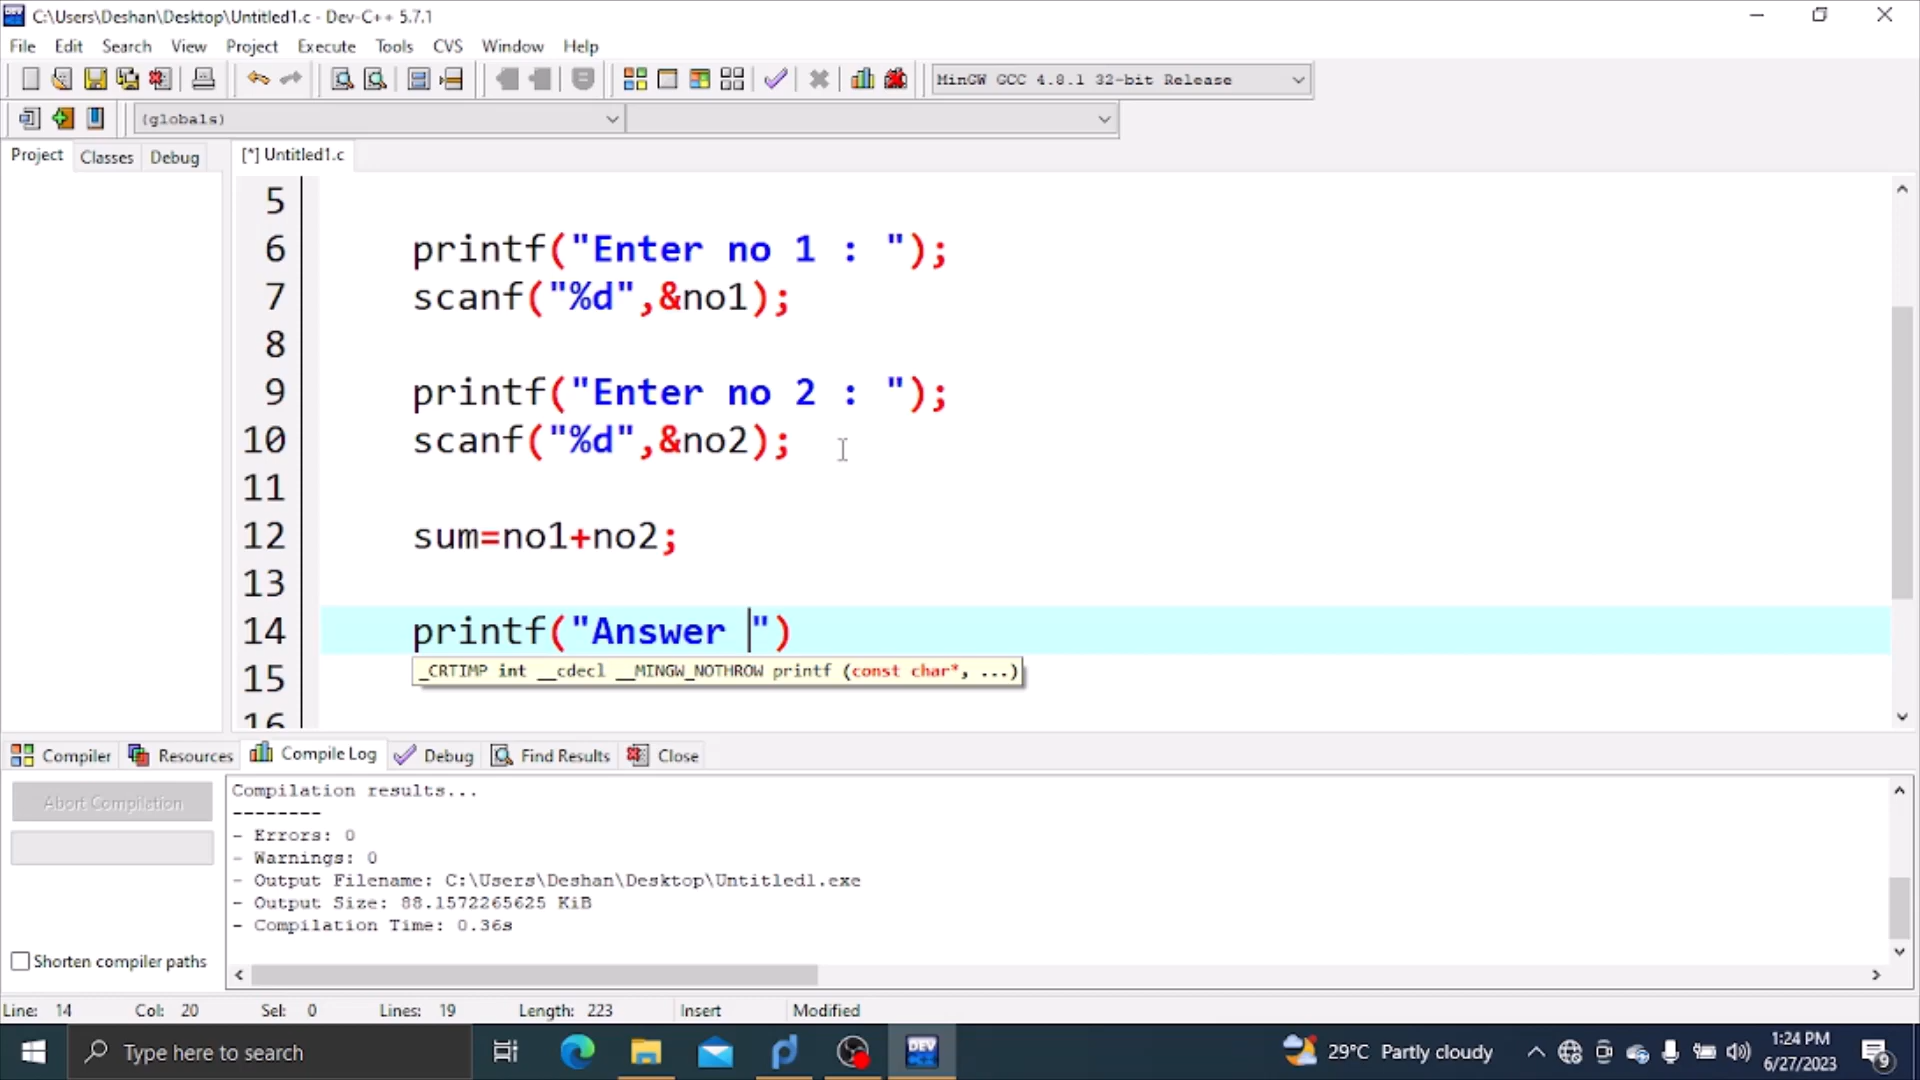 C:\Users\Deshan\Desktop\Untitled1.c - Dev-C++ 5.7.1
File Edit Search View Project Execute Tools CVS Window Help
MinGW GCC 4.8.1 32-bit Release
(globals)
Project Classes Debug [*] Untitled1.c
5
6 printf("Enter no 1 : ");
7 scanf("%d",&no1);
8
9 printf("Enter no 2 : ");
10 scanf("%d",&no2);
11
12 sum=no1+no2;
13
14 printf("Answer ")
_CRTIMP int __cdecl __MINGW_NOTHROW printf (const char*, ...)
15
16
Compiler Resources Compile Log Debug Find Results Close
Abort Compilation
Compilation results...
--------
- Errors: 0
- Warnings: 0
- Output Filename: C:\Users\Deshan\Desktop\Untitled1.exe
- Output Size: 88.1572265625 KiB
- Compilation Time: 0.36s
Shorten compiler paths
Line: 14 Col: 20 Sel: 0 Lines: 19 Length: 223 Insert Modified
Type here to search
DEV
29°C Partly cloudy
1:24 PM
6/27/2023
9